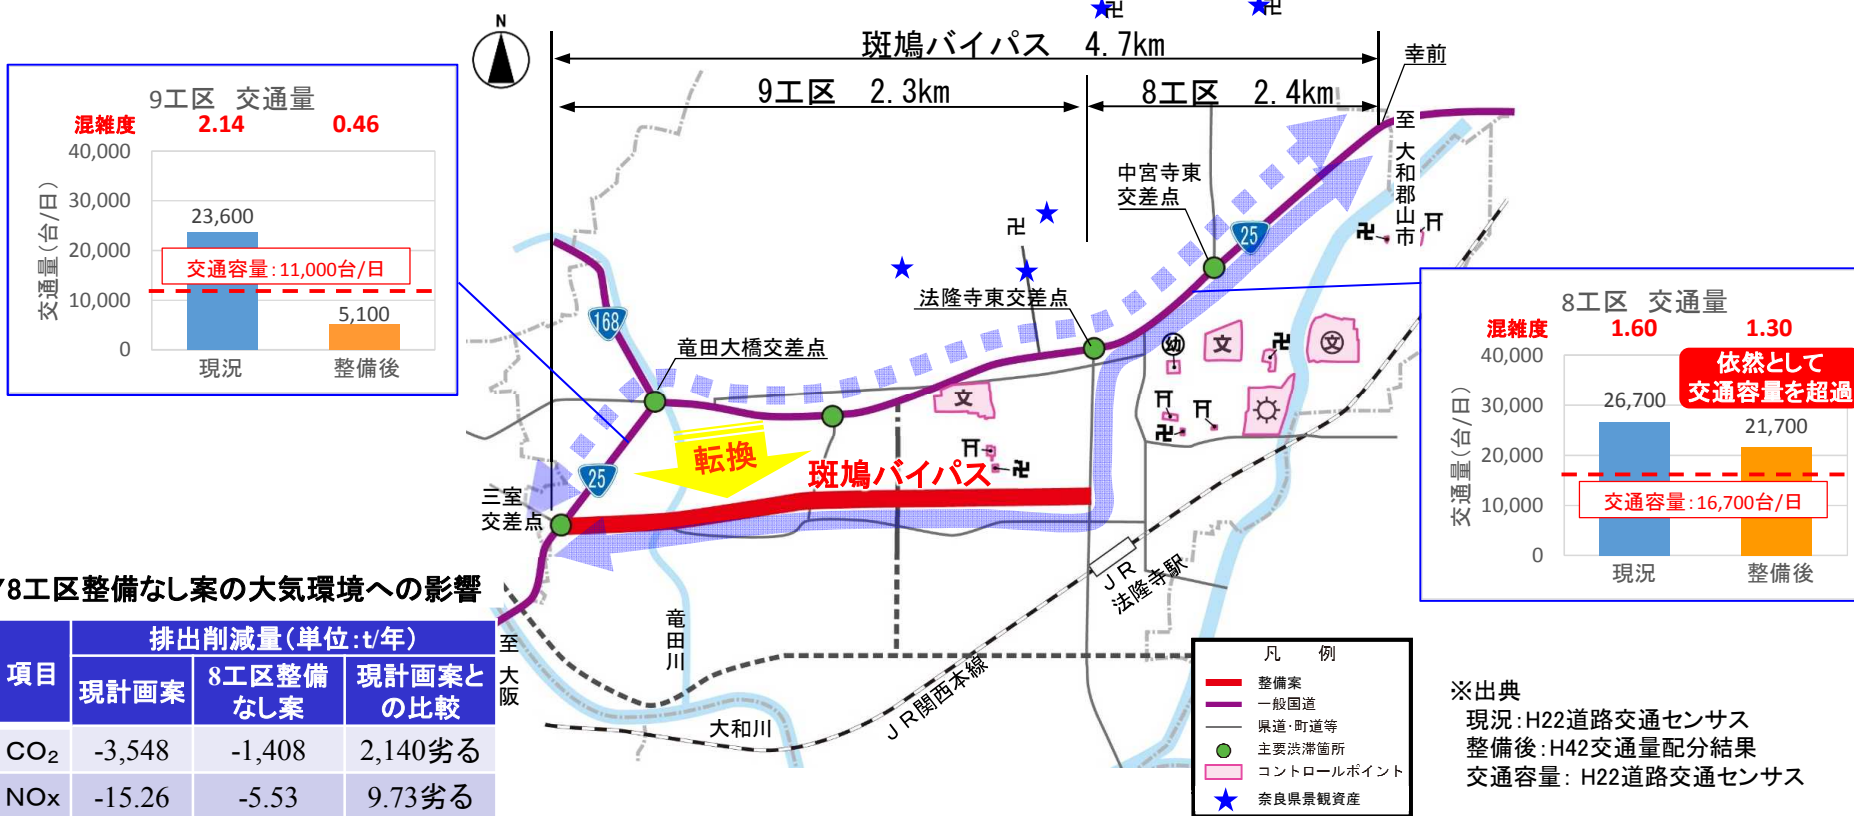 N
斑鳩バイパス 4.7km
9工区 2.3km
8工区 2.4km
幸前
至 大和郡山市
9工区 交通量
混雑度 2.14 0.46
交通量(台/日)
40,000
30,000
20,000
10,000
0
23,600
5,100
交通容量:11,000台/日
現況
整備後
168
25
25
竜田大橋交差点
法隆寺東交差点
中宮寺東
交差点
三室
交差点
転換
斑鳩バイパス
幼
文
文
文
JR
法隆寺駅
JR関西本線
竜田川
大和川
至 大阪
8工区 交通量
混雑度 1.60 1.30
依然として
交通容量を超過
交通量(台/日)
40,000
30,000
20,000
10,000
0
26,700
21,700
交通容量:16,700台/日
現況
整備後
8工区整備なし案の大気環境への影響
項目
排出削減量(単位:t/年)
現計画案
8工区整備
なし案
現計画案と
の比較
CO₂ -3,548 -1,408 2,140劣る
NOx -15.26 -5.53 9.73劣る
凡 例
整備案
一般国道
県道・町道等
主要渋滞箇所
コントロールポイント
奈良県景観資産
※出典
現況:H22道路交通センサス
整備後:H42交通量配分結果
交通容量: H22道路交通センサス